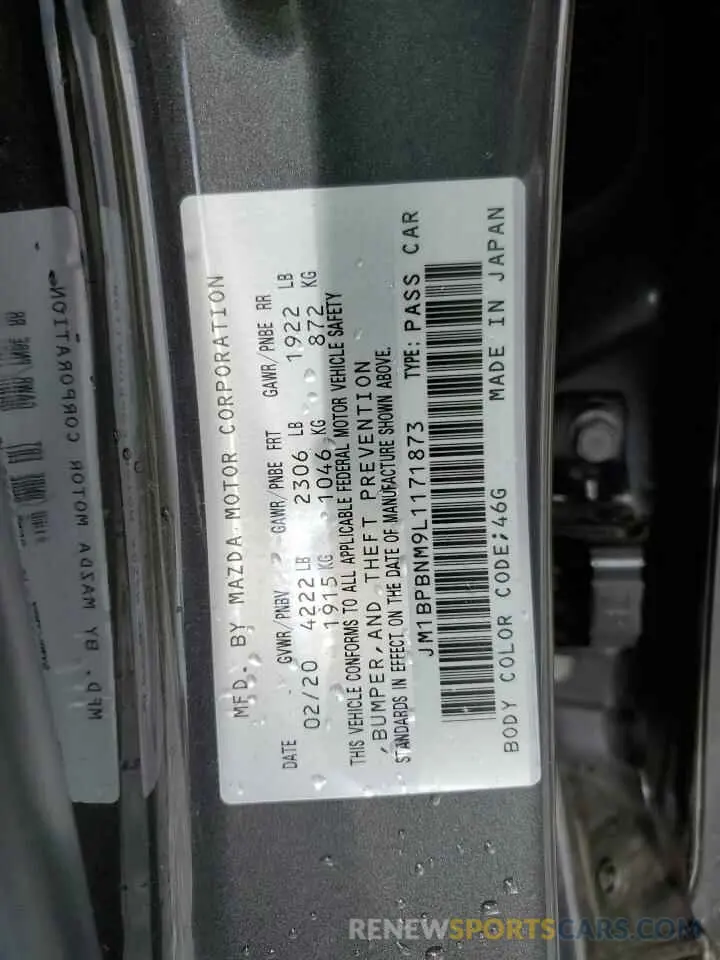 MFD. BY MAZDA MOTOR CORPORATION
DATE GVWR/PNBV GAWR/PNBE FRT GAWR/PNBE RR
02/20 4222 LB 2306 LB 1922 LB
1915 KG 1046 KG 872 KG
THIS VEHICLE CONFORMS TO ALL APPLICABLE FEDERAL MOTOR VEHICLE SAFETY
BUMPER, AND THEFT PREVENTION
STANDARDS IN EFFECT ON THE DATE OF MANUFACTURE SHOWN ABOVE.
JM1BPBNM9L1171873 TYPE: PASS CAR
BODY COLOR CODE:46G MADE IN JAPAN
MFD. BY MAZDA MOTOR CORPORATION
RENEWSPORTSCARS.COM